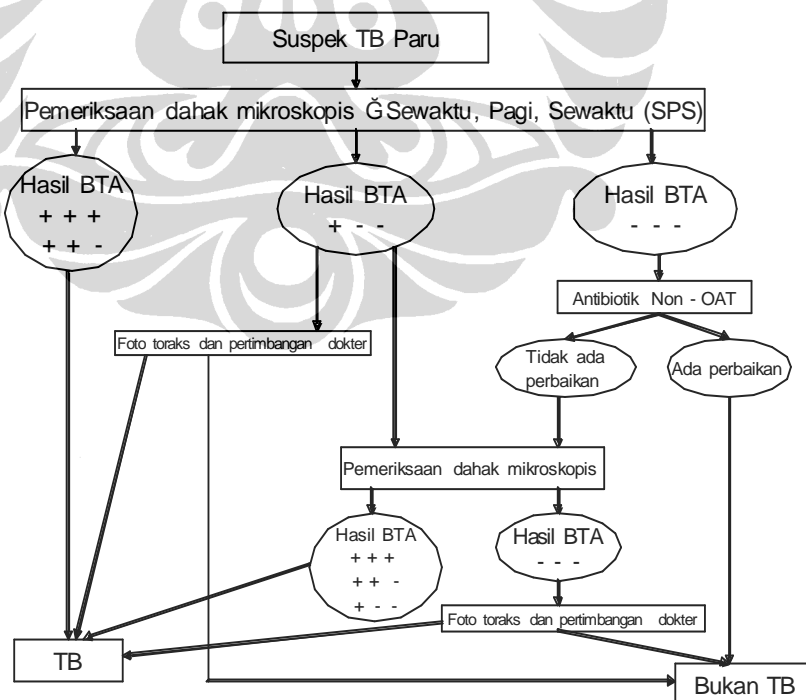 Suspek TB Paru
Pemeriksaan dahak mikroskopis Ğ Sewaktu, Pagi, Sewaktu (SPS)
Hasil BTA
+ + +
+ + -
Hasil BTA
+ - -
Hasil BTA
- - -
Antibiotik Non - OAT
Foto toraks dan pertimbangan dokter
Tidak ada
perbaikan
Ada perbaikan
Pemeriksaan dahak mikroskopis
Hasil BTA
+ + +
+ + -
+ - -
Hasil BTA
- - -
Foto toraks dan pertimbangan dokter
TB
Bukan TB